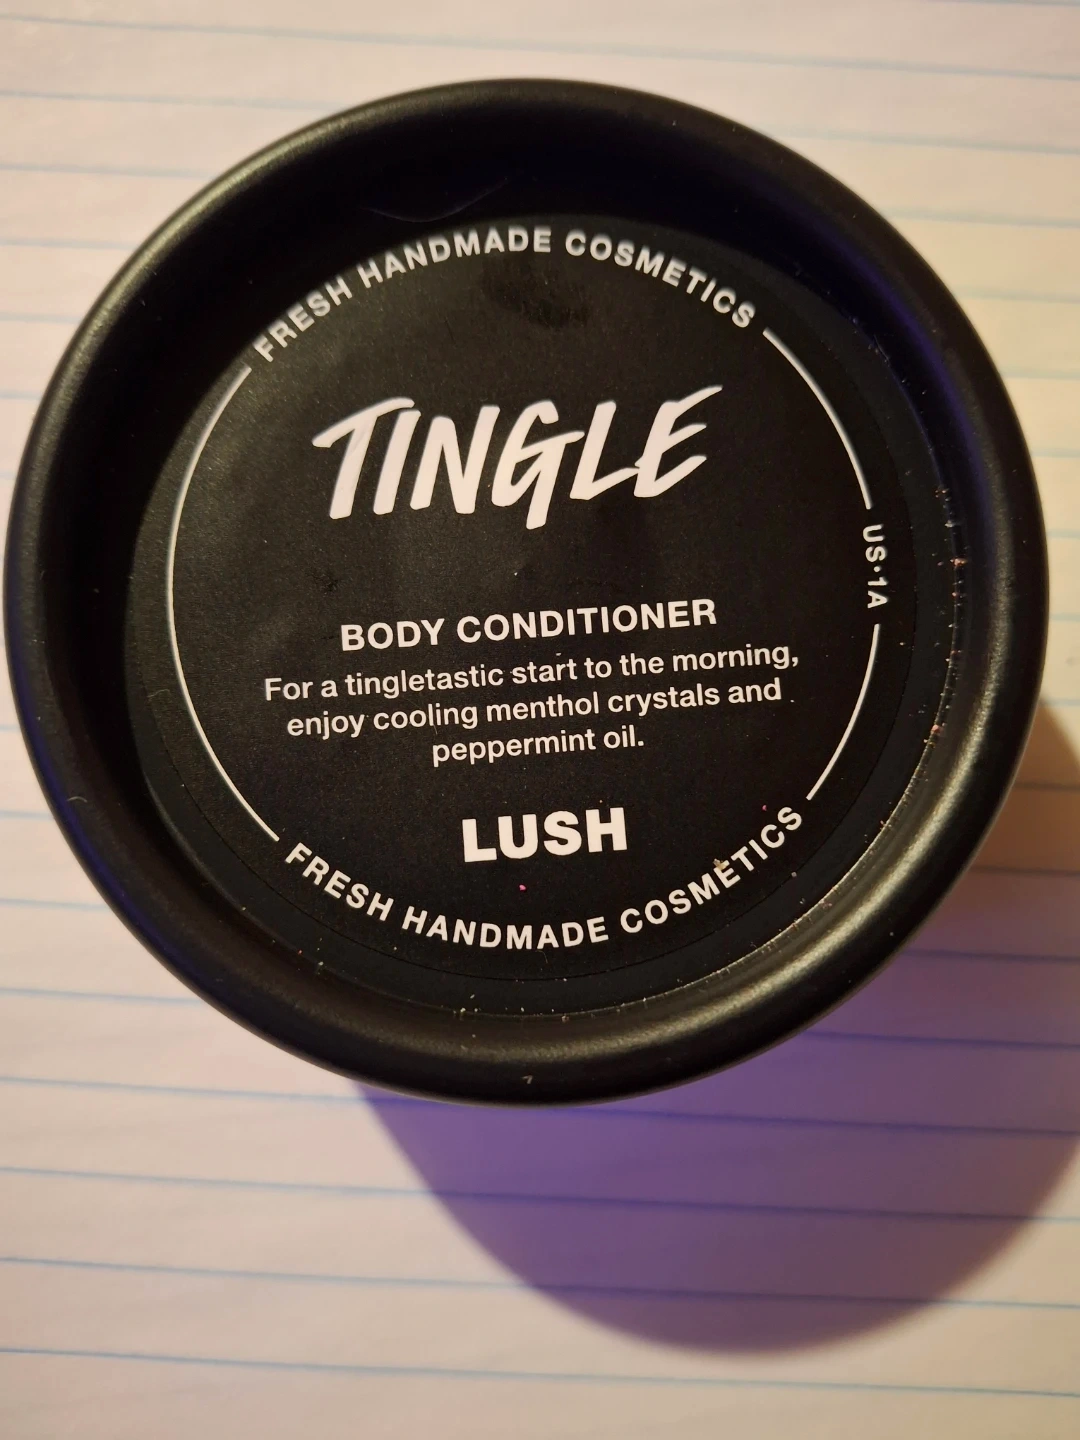 FRESH HANDMADE COSMETICS
TINGLE
US·1A
BODY CONDITIONER
For a tingletastic start to the morning,
enjoy cooling menthol crystals and
peppermint oil.
LUSH
FRESH HANDMADE COSMETICS